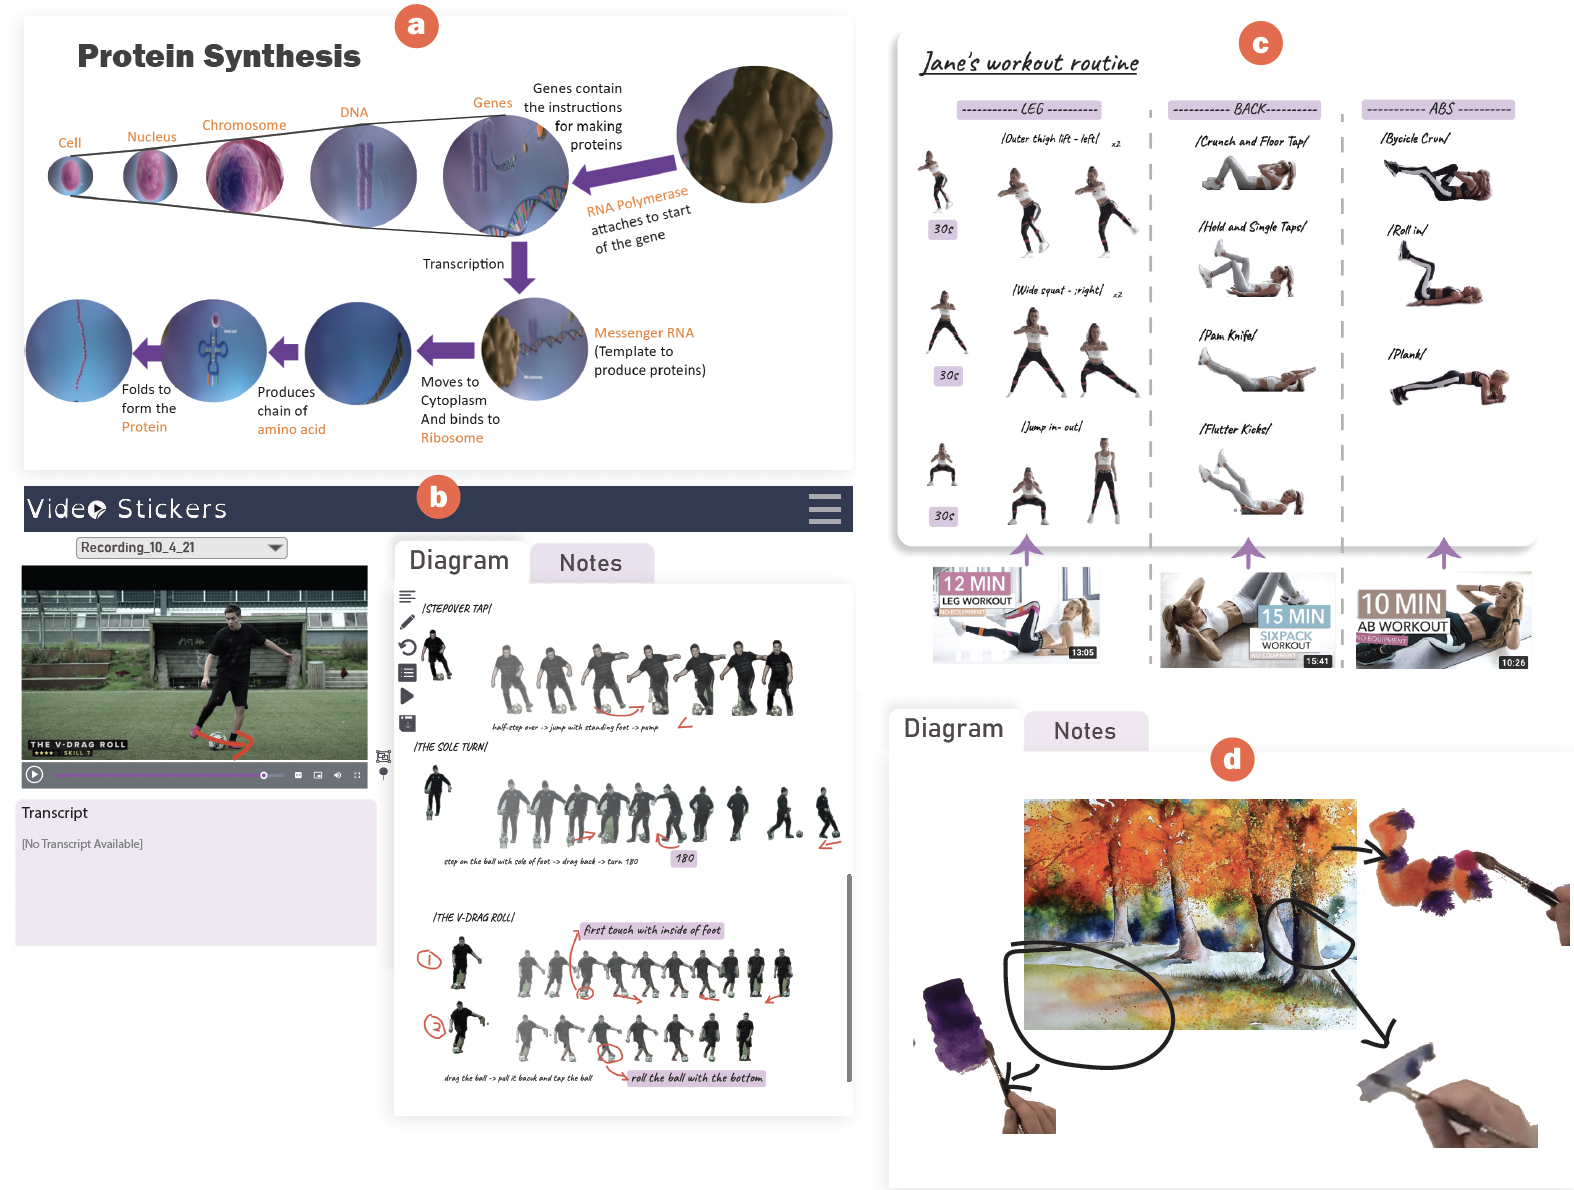 a
Protein Synthesis
Cell
Nucleus
Chromosome
DNA
Genes
Genes contain
the instructions
for making
proteins
RNA Polymerase
attaches to start
of the gene
Transcription
Messenger RNA
(Template to
produce proteins)
Moves to
Cytoplasm
And binds to
Ribosome
Produces
chain of
amino acid
Folds to
form the
Protein
b
Video Stickers
Recording_10_4_21
THE V-DRAG ROLL
SKILL 7
Transcript
[No Transcript Available]
Diagram
Notes
/STEPOVER TAP/
half-step over -> jump with standing foot -> pump
/THE SOLE TURN/
step on the ball with sole of foot -> drag back -> turn 180
180
/THE V-DRAG ROLL/
first touch with inside of foot
1
2
drag the ball -> pull it bacvk and tap the ball
roll the ball with the bottom
c
Jane's workout routine
----------- LEG ----------
/Outer thigh lift - left/ x2
30s
/Wide squat - ;right/ x2
30s
/Jump in- out/
30s
----------- BACK----------
/Crunch and Floor Tap/
/Hold and Single Taps/
/Pam Knife/
/Flutter Kicks/
----------- ABS ----------
/Bycicle Crun/
/Roll in/
/Plank/
12 MIN
LEG WORKOUT
NO EQUIPMENT
13:05
15 MIN
SIXPACK
WORKOUT
NO EQUIPMENT
15:41
10 MIN
AB WORKOUT
NO EQUIPMENT
10:26
Diagram
Notes
d